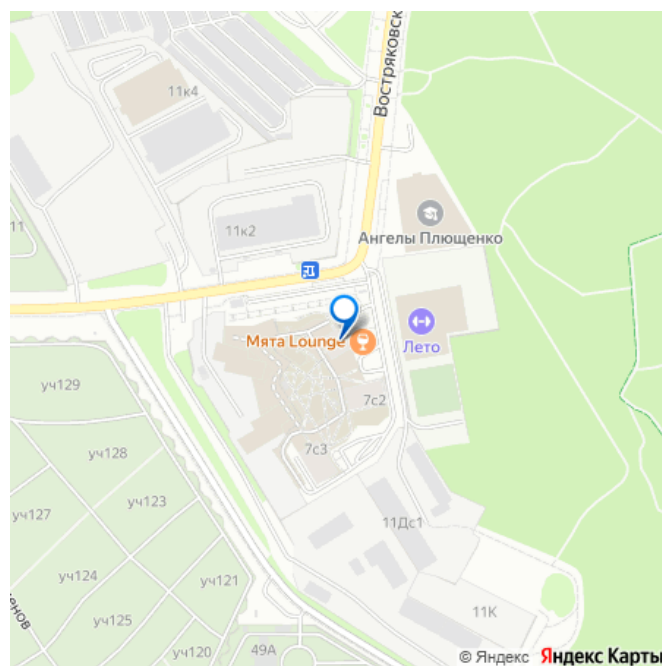 Востряковск
11к4
11
11к2
Ангелы Плющенко
Мята Lounge
Лето
7с2
7с3
уч129
уч128
уч123
уч127
11Дс1
уч124
уч121
енов
уч125
11К
уч120
49А
© Яндекс Яндекс Карты